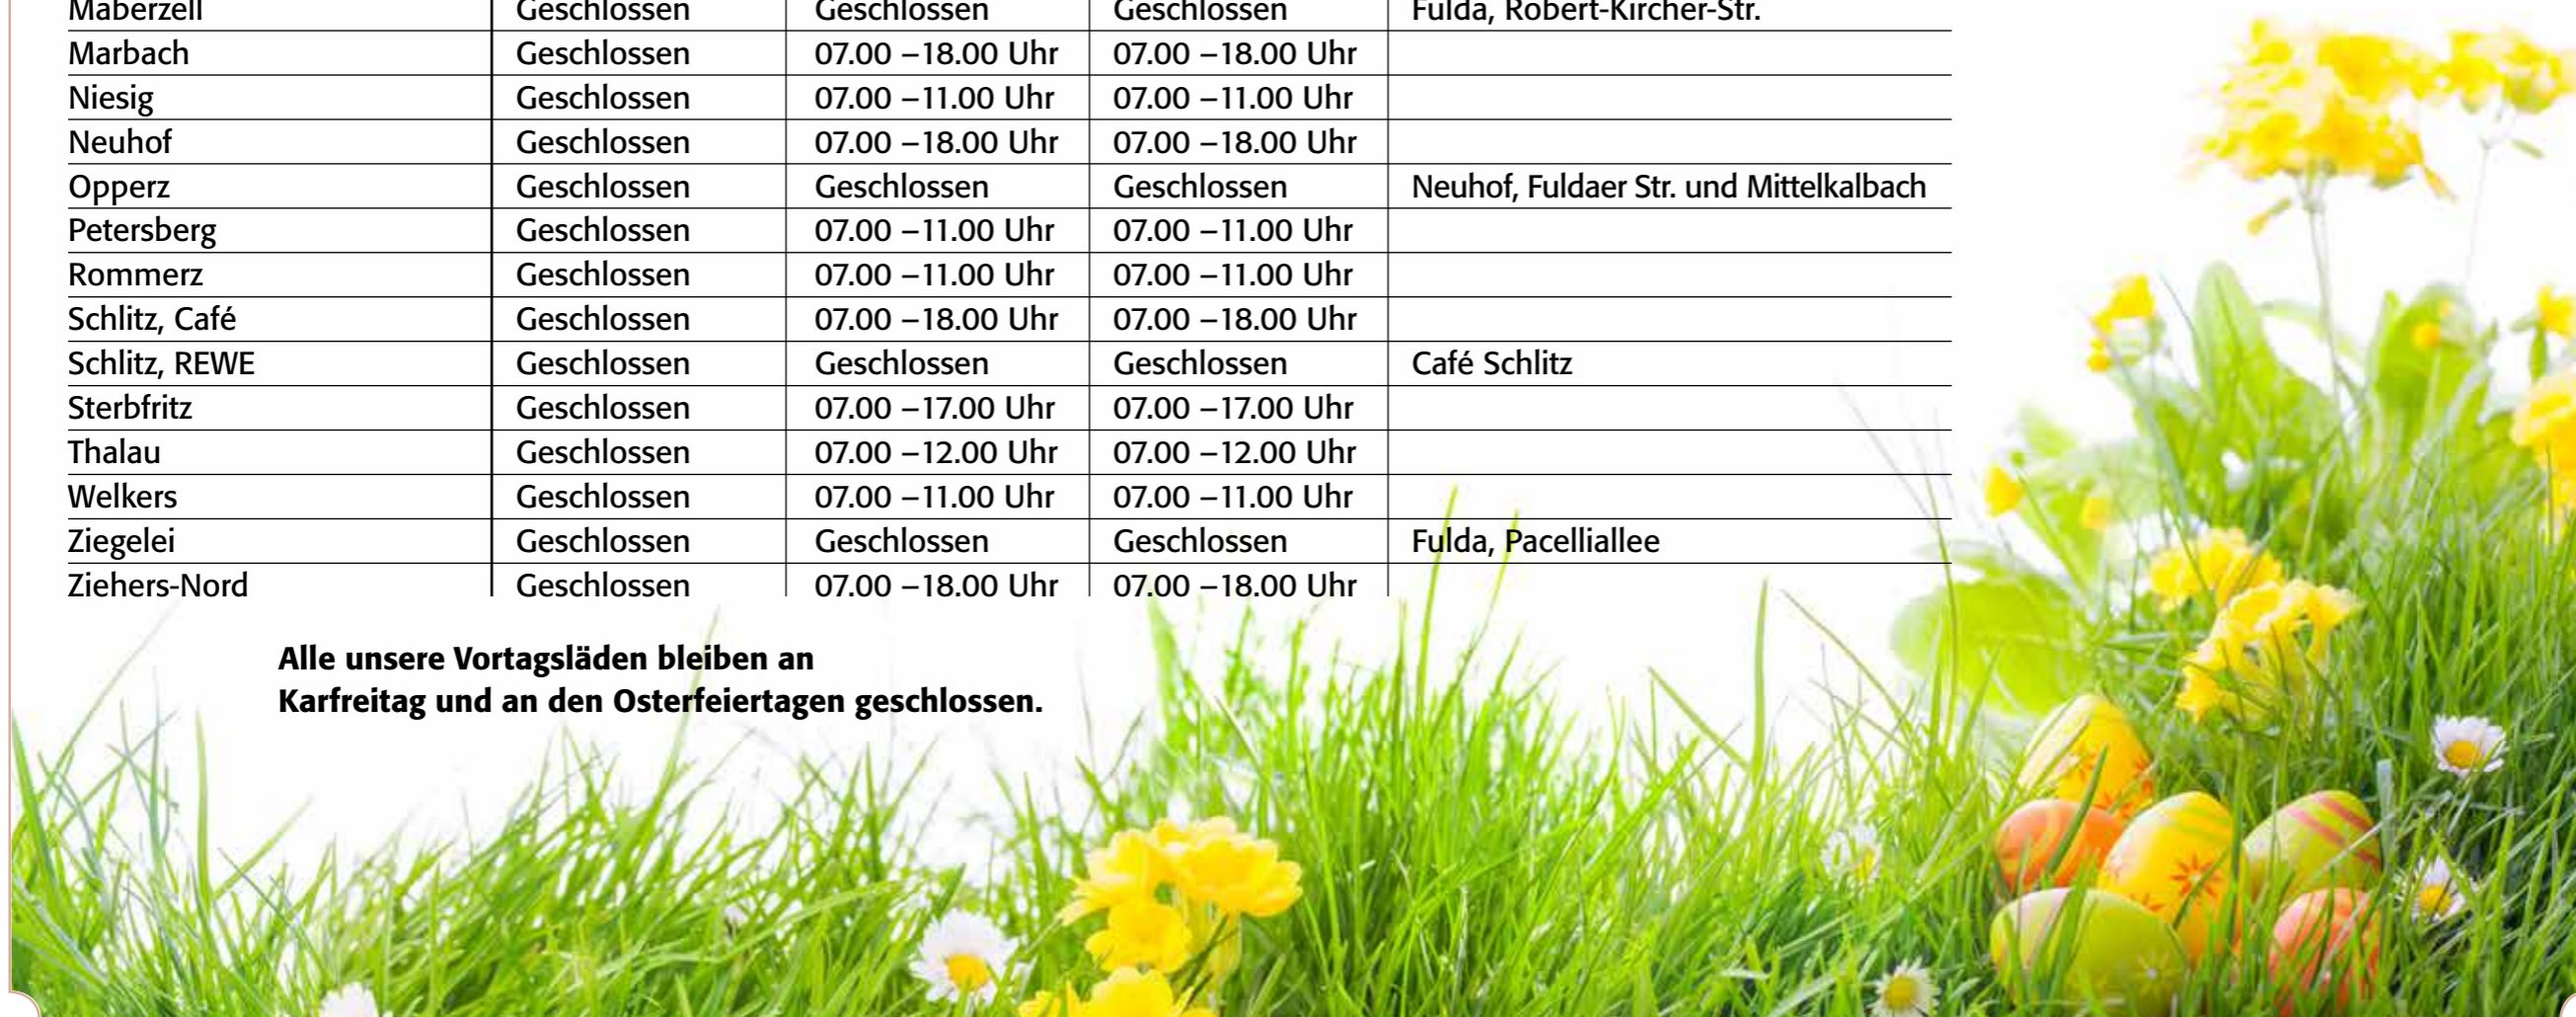 Maberzell Geschlossen Geschlossen Geschlossen Fulda, Robert-Kircher-Str.
Marbach Geschlossen 07.00 –18.00 Uhr 07.00 –18.00 Uhr
Niesig Geschlossen 07.00 –11.00 Uhr 07.00 –11.00 Uhr
Neuhof Geschlossen 07.00 –18.00 Uhr 07.00 –18.00 Uhr
Opperz Geschlossen Geschlossen Geschlossen Neuhof, Fuldaer Str. und Mittelkalbach
Petersberg Geschlossen 07.00 –11.00 Uhr 07.00 –11.00 Uhr
Rommerz Geschlossen 07.00 –11.00 Uhr 07.00 –11.00 Uhr
Schlitz, Café Geschlossen 07.00 –18.00 Uhr 07.00 –18.00 Uhr
Schlitz, REWE Geschlossen Geschlossen Geschlossen Café Schlitz
Sterbfritz Geschlossen 07.00 –17.00 Uhr 07.00 –17.00 Uhr
Thalau Geschlossen 07.00 –12.00 Uhr 07.00 –12.00 Uhr
Welkers Geschlossen 07.00 –11.00 Uhr 07.00 –11.00 Uhr
Ziegelei Geschlossen Geschlossen Geschlossen Fulda, Pacelliallee
Ziehers-Nord Geschlossen 07.00 –18.00 Uhr 07.00 –18.00 Uhr
Alle unsere Vortagsläden bleiben an
Karfreitag und an den Osterfeiertagen geschlossen.